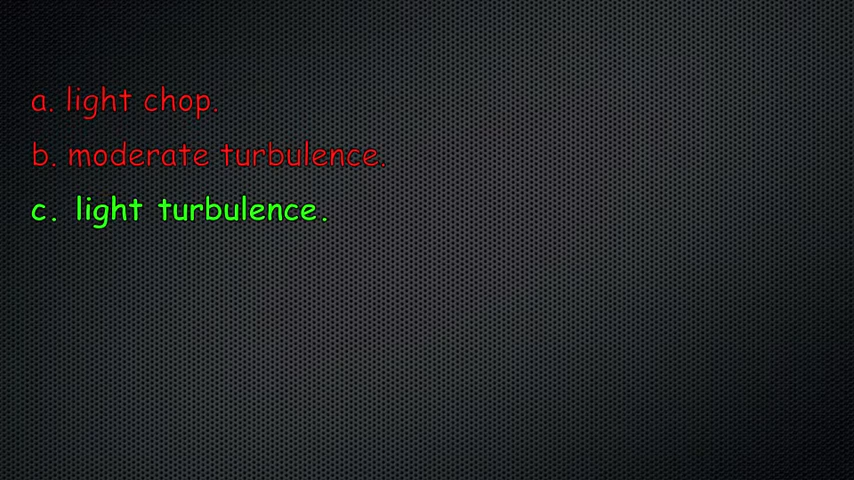 a. light chop.
b. moderate turbulence.
c. light turbulence.